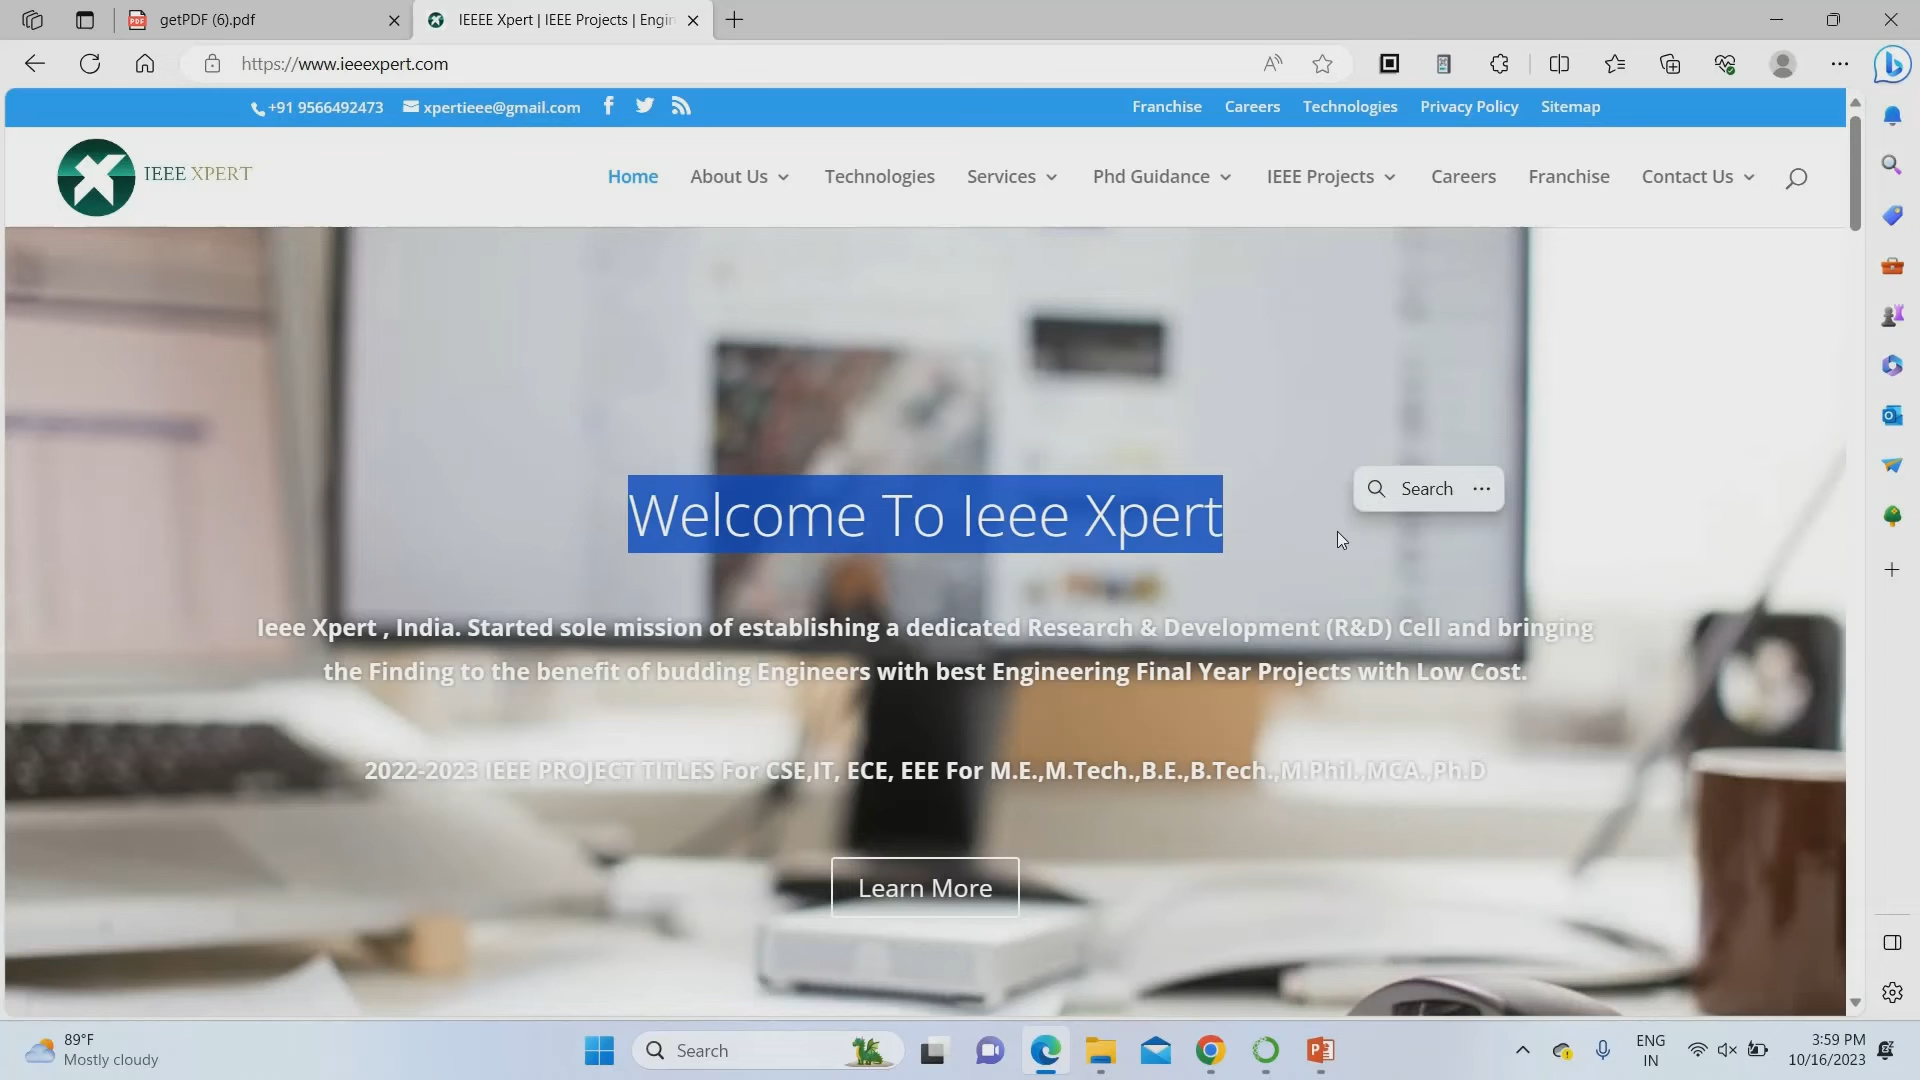 getPDF (6).pdf
IEEEE Xpert | IEEE Projects | Engin
https://www.ieeexpert.com
+91 9566492473 xpertieee@gmail.com
Franchise Careers Technologies Privacy Policy Sitemap
IEEE XPERT
Home About Us Technologies Services Phd Guidance IEEE Projects Careers Franchise Contact Us
Welcome To Ieee Xpert
Search ...
Ieee Xpert , India. Started sole mission of establishing a dedicated Research & Development (R&D) Cell and bringing
the Finding to the benefit of budding Engineers with best Engineering Final Year Projects with Low Cost.
2022-2023 IEEE PROJECT TITLES For CSE,IT, ECE, EEE For M.E.,M.Tech.,B.E.,B.Tech.,M.Phil.,MCA.,Ph.D
Learn More
89°F
Mostly cloudy
Search
ENG
IN
3:59 PM
10/16/2023